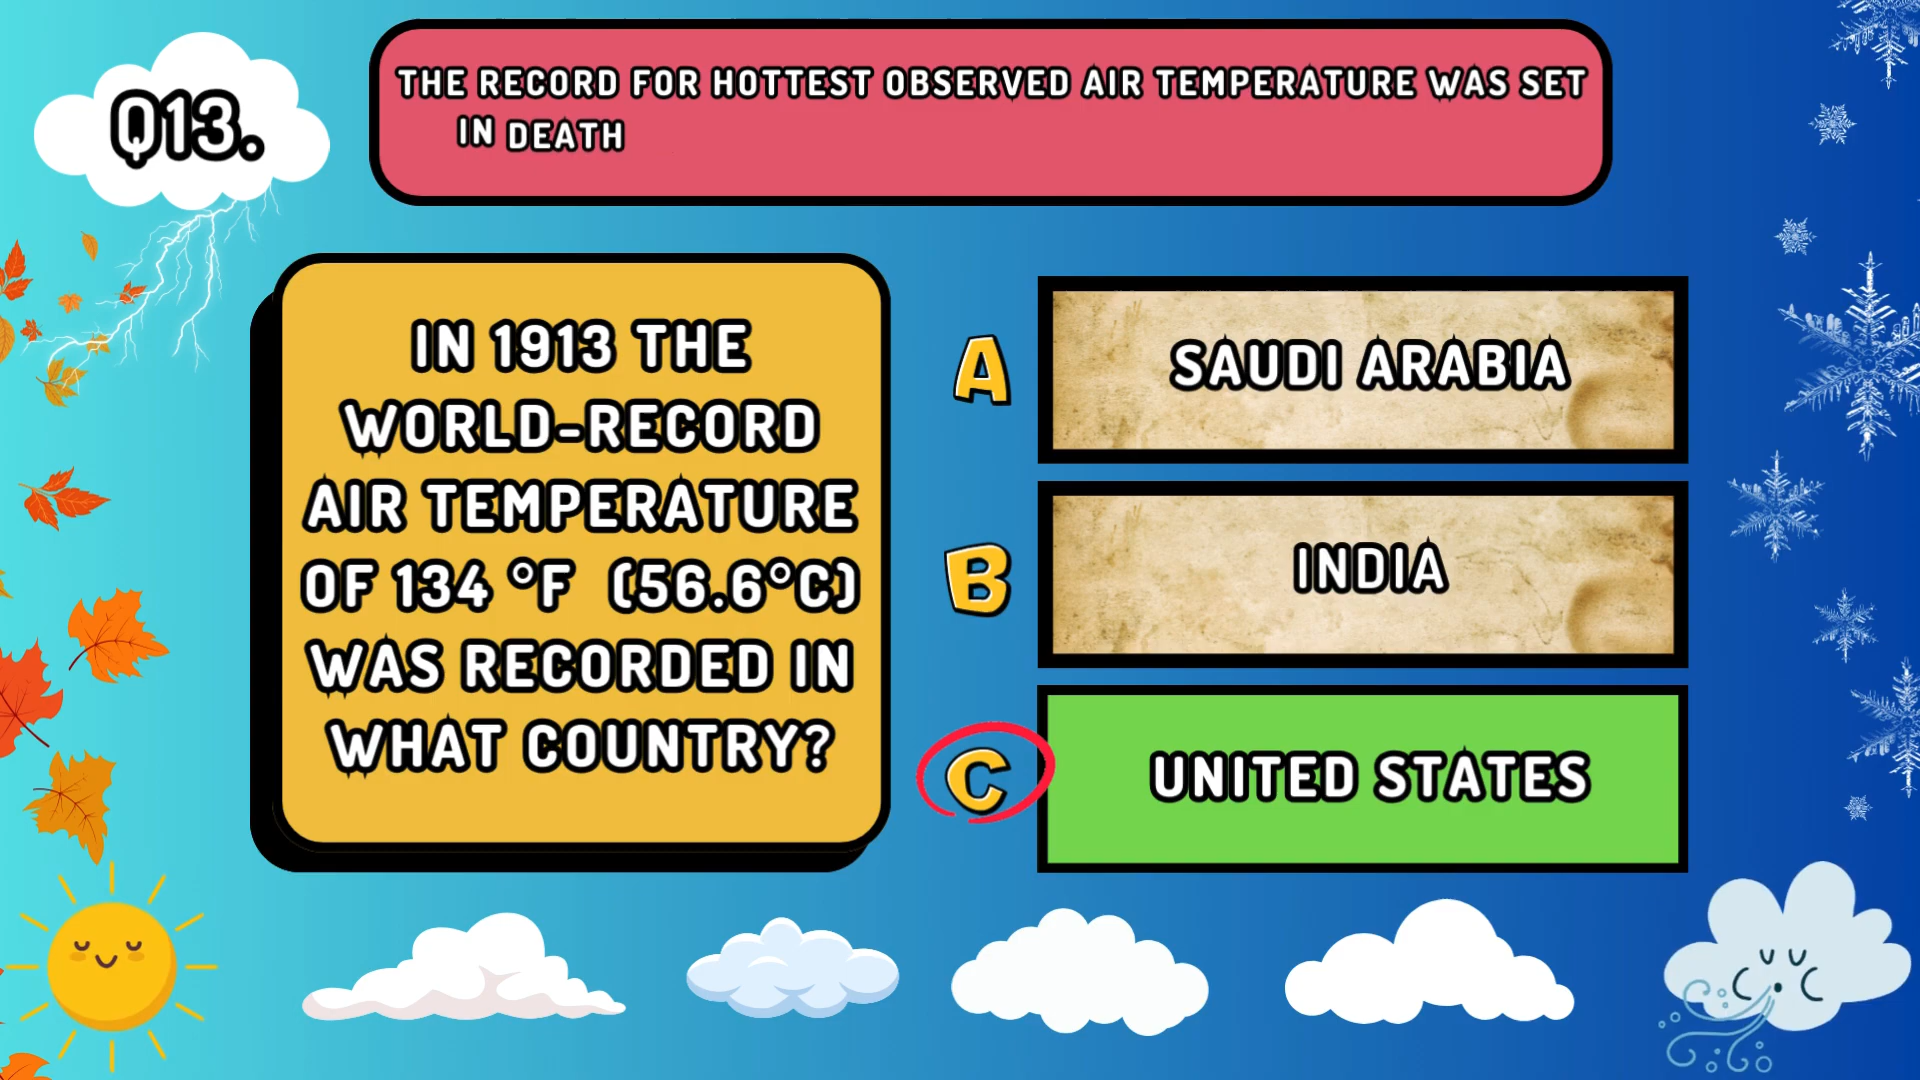 Q13.
THE RECORD FOR HOTTEST OBSERVED AIR TEMPERATURE WAS SET
IN DEATH
IN 1913 THE
WORLD-RECORD
AIR TEMPERATURE
OF 134 °F (56.6°C)
WAS RECORDED IN
WHAT COUNTRY?
A
SAUDI ARABIA
B
INDIA
C
UNITED STATES